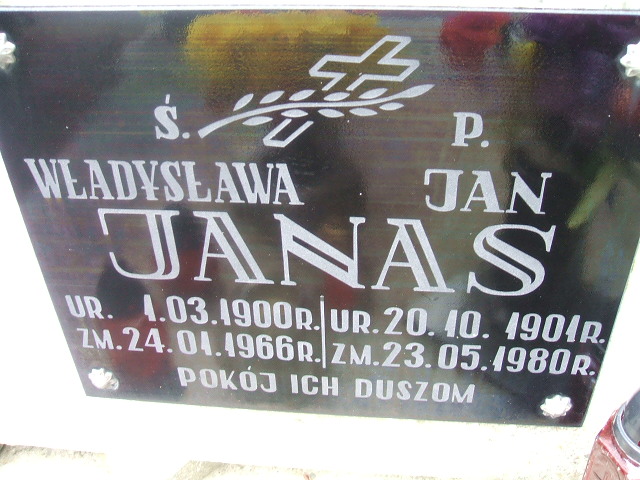 Ś. P.
WŁADYSŁAWA JAN
JANAS
UR. 1.03.1900R. UR. 20.10.1901R.
ZM. 24.01.1966R. ZM. 23.05.1980R.
POKÓJ ICH DUSZOM